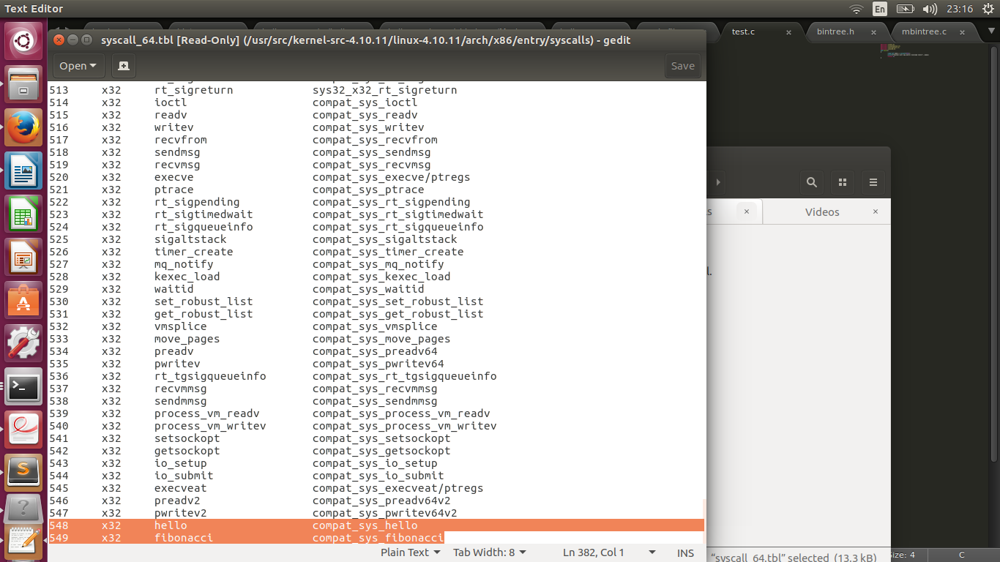 Text Editor
En
23:16
syscall_64.tbl [Read-Only] (/usr/src/kernel-src-4.10.11/linux-4.10.11/arch/x86/entry/syscalls) - gedit
test.c
bintree.h
mbintree.c
Open
Save
513 x32 rt_sigreturn sys32_x32_rt_sigreturn
514 x32 ioctl compat_sys_ioctl
515 x32 readv compat_sys_readv
516 x32 writev compat_sys_writev
517 x32 recvfrom compat_sys_recvfrom
518 x32 sendmsg compat_sys_sendmsg
519 x32 recvmsg compat_sys_recvmsg
520 x32 execve compat_sys_execve/ptregs
521 x32 ptrace compat_sys_ptrace
522 x32 rt_sigpending compat_sys_rt_sigpending
523 x32 rt_sigtimedwait compat_sys_rt_sigtimedwait
524 x32 rt_sigqueueinfo compat_sys_rt_sigqueueinfo
525 x32 sigaltstack compat_sys_sigaltstack
526 x32 timer_create compat_sys_timer_create
527 x32 mq_notify compat_sys_mq_notify
528 x32 kexec_load compat_sys_kexec_load
529 x32 waitid compat_sys_waitid
530 x32 set_robust_list compat_sys_set_robust_list
531 x32 get_robust_list compat_sys_get_robust_list
532 x32 vmsplice compat_sys_vmsplice
533 x32 move_pages compat_sys_move_pages
534 x32 preadv compat_sys_preadv64
535 x32 pwritev compat_sys_pwritev64
536 x32 rt_tgsigqueueinfo compat_sys_rt_tgsigqueueinfo
537 x32 recvmmsg compat_sys_recvmmsg
538 x32 sendmmsg compat_sys_sendmmsg
539 x32 process_vm_readv compat_sys_process_vm_readv
540 x32 process_vm_writev compat_sys_process_vm_writev
541 x32 setsockopt compat_sys_setsockopt
542 x32 getsockopt compat_sys_getsockopt
543 x32 io_setup compat_sys_io_setup
544 x32 io_submit compat_sys_io_submit
545 x32 execveat compat_sys_execveat/ptregs
546 x32 preadv2 compat_sys_preadv64v2
547 x32 pwritev2 compat_sys_pwritev64v2
548 x32 hello compat_sys_hello
549 x32 fibonacci compat_sys_fibonacci
Plain Text
Tab Width: 8
Ln 382, Col 1
INS
Videos
"syscall_64.tbl" selected (13.3 kB)
Size: 4
C